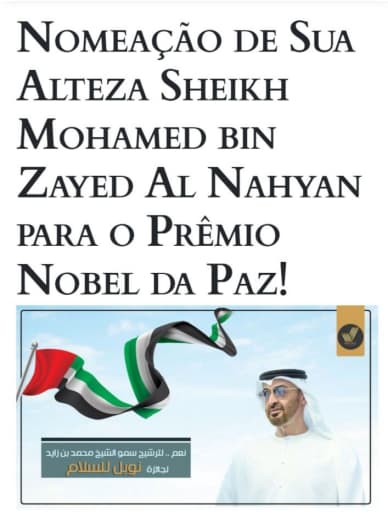 Nomeação de Sua
Alteza Sheikh
Mohamed bin
Zayed Al Nahyan
para o Prêmio
Nobel da Paz!
نعم .. للترشيح سمو الشيخ محمد بن زايد
لجائزة نوبل للسلام